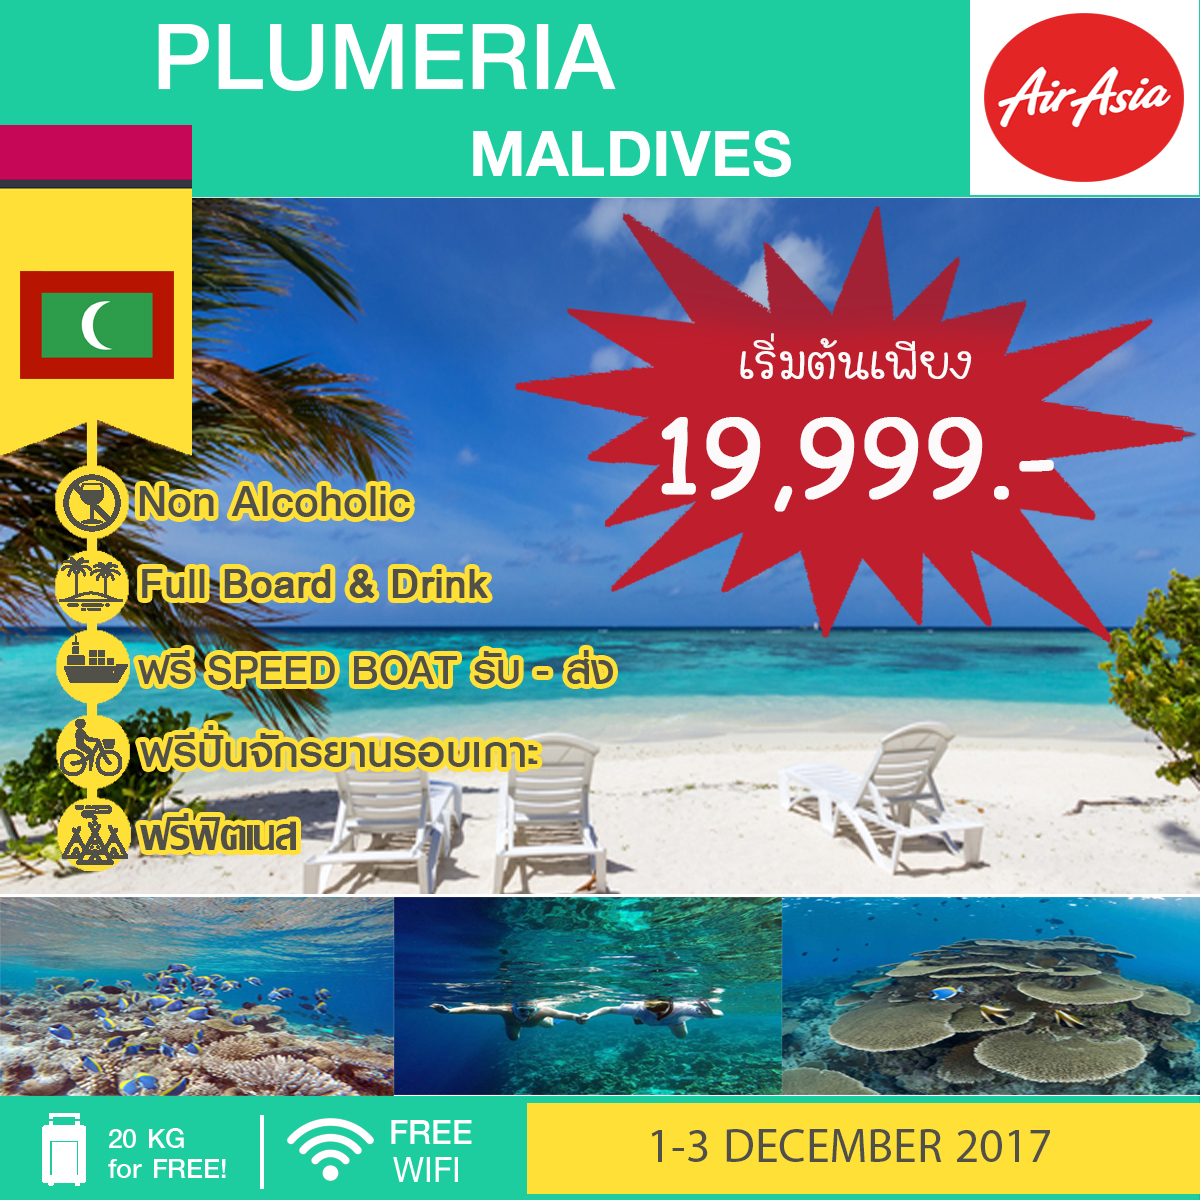 PLUMERIA
MALDIVES
AirAsia
เริ่มต้นเพียง
19,999.-
Non Alcoholic
Full Board & Drink
ฟรี SPEED BOAT รับ - ส่ง
ฟรีปั่นจักรยานรอบเกาะ
ฟรีฟิตเนส
20 KG
for FREE!
FREE
WIFI
1-3 DECEMBER 2017